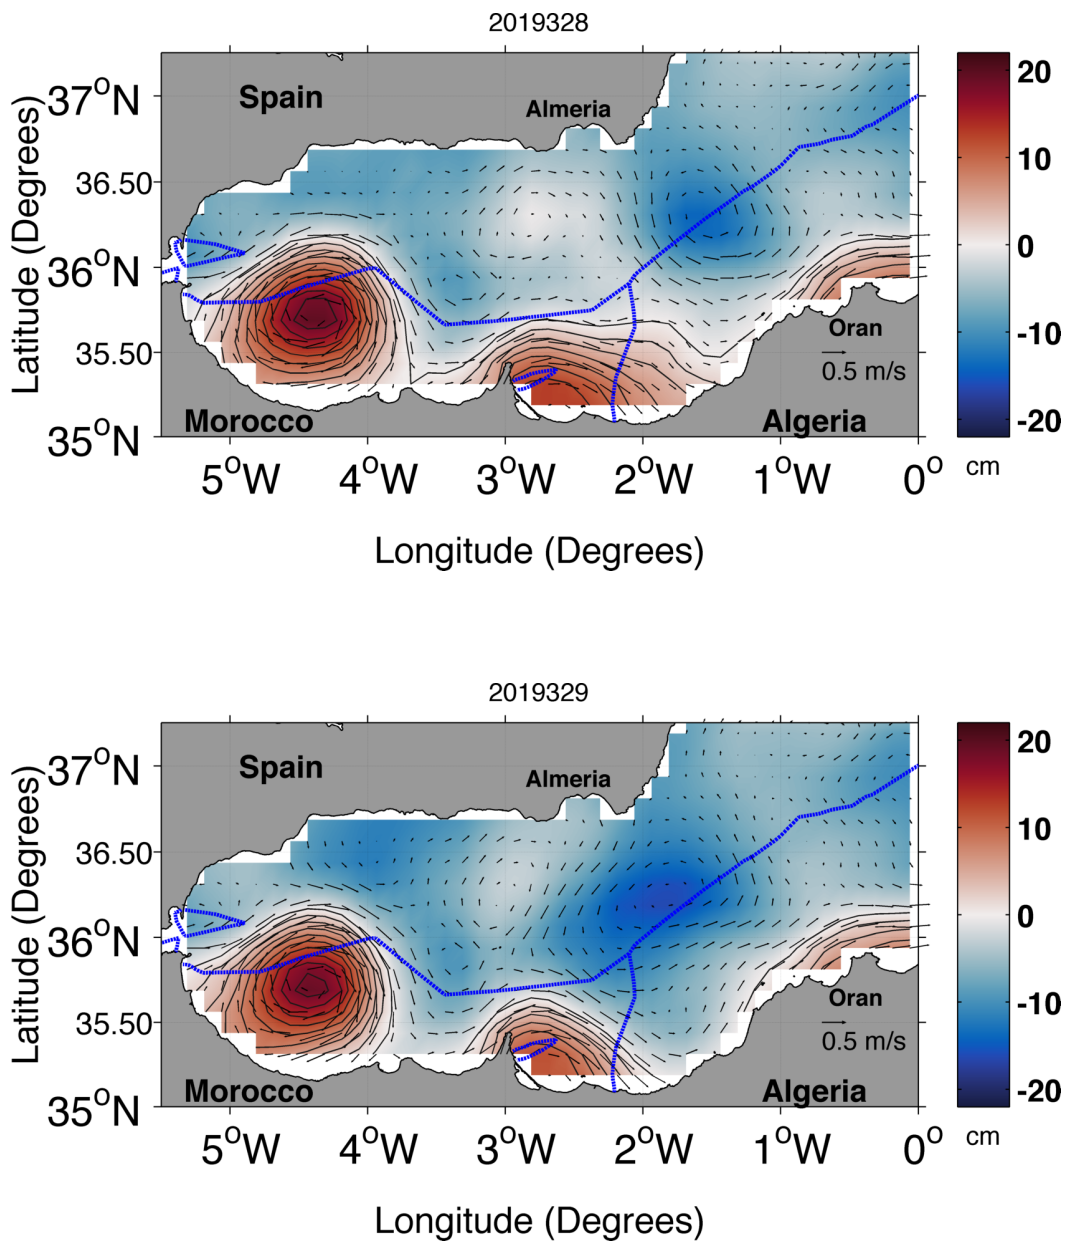 2019328
37°N
36.50
36°N
35.50
35°N
Latitude (Degrees)
Spain
Almeria
Oran
0.5 m/s
Morocco
Algeria
5°W
4°W
3°W
2°W
1°W
0°
Longitude (Degrees)
20
10
0
-10
-20
cm
2019329
37°N
36.50
36°N
35.50
35°N
Latitude (Degrees)
Spain
Almeria
Oran
0.5 m/s
Morocco
Algeria
5°W
4°W
3°W
2°W
1°W
0°
Longitude (Degrees)
20
10
0
-10
-20
cm